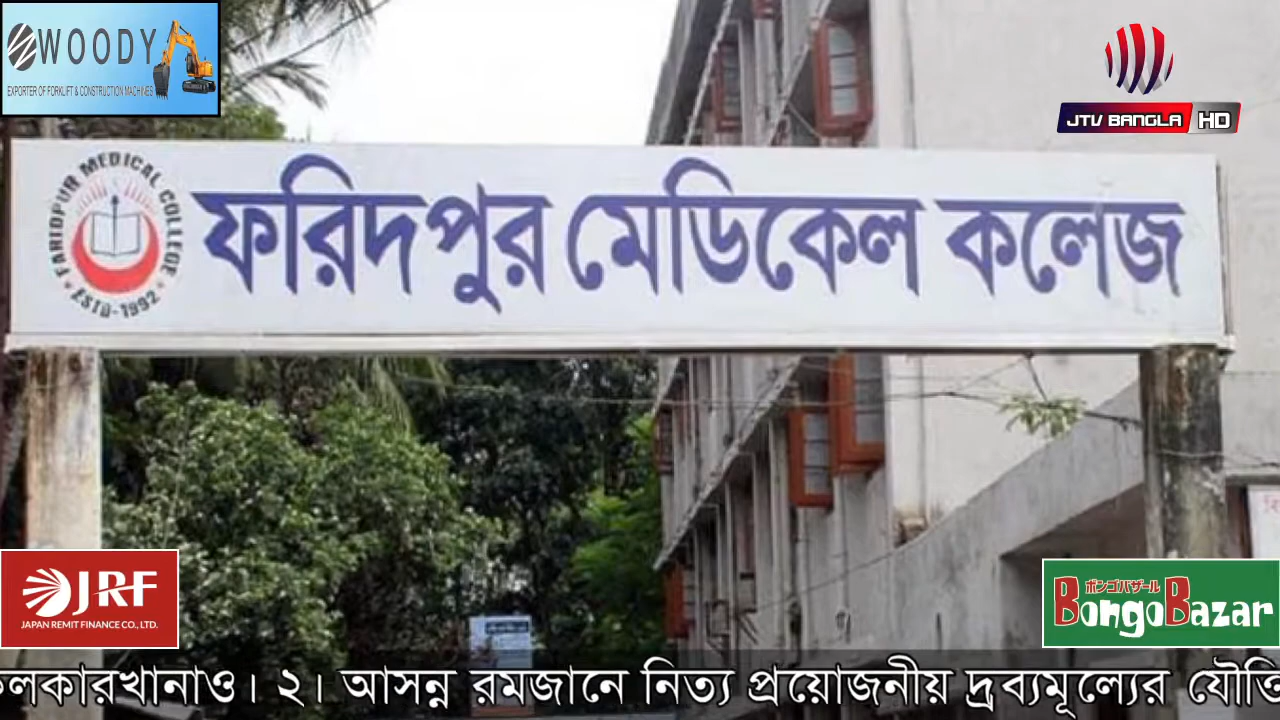 WOODY
EXPORTER OF FORKLIFT & CONSTRUCTION MACHINES
JTV BANGLA HD
FARIDPUR MEDICAL COLLEGE
ESTD-1992
ফরিদপুর মেডিকেল কলেজ
JRF
JAPAN REMIT FINANCE CO., LTD.
ボンゴバザール
BongoBazar
লকারখানাও। ২। আসন্ন রমজানে নিত্য প্রয়োজনীয় দ্রব্যমূল্যের যৌতি